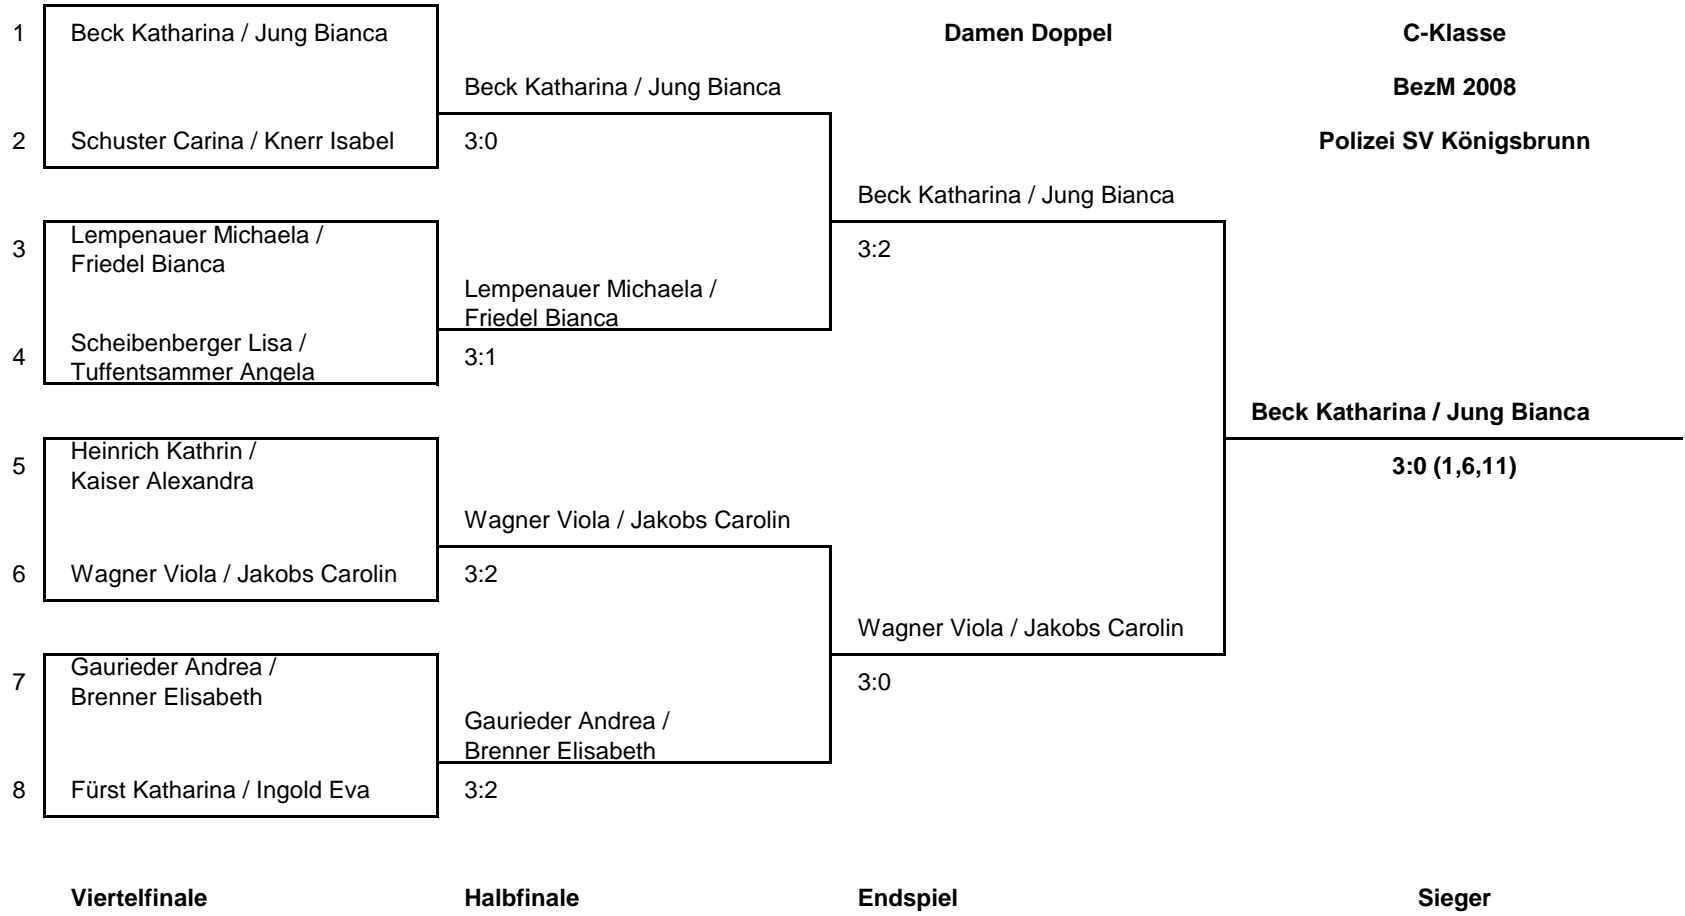 1 Beck Katharina / Jung Bianca Damen Doppel C-Klasse
Beck Katharina / Jung Bianca BezM 2008
2 Schuster Carina / Knerr Isabel 3:0 Polizei SV Königsbrunn
Beck Katharina / Jung Bianca
3 Lempenauer Michaela /
Friedel Bianca
3:2
Lempenauer Michaela /
Friedel Bianca
4 Scheibenberger Lisa /
Tuffentsammer Angela
3:1
Beck Katharina / Jung Bianca
5 Heinrich Kathrin /
Kaiser Alexandra
3:0 (1,6,11)
Wagner Viola / Jakobs Carolin
6 Wagner Viola / Jakobs Carolin 3:2
Wagner Viola / Jakobs Carolin
7 Gaurieder Andrea /
Brenner Elisabeth
3:0
Gaurieder Andrea /
Brenner Elisabeth
8 Fürst Katharina / Ingold Eva 3:2
Viertelfinale Halbfinale Endspiel Sieger